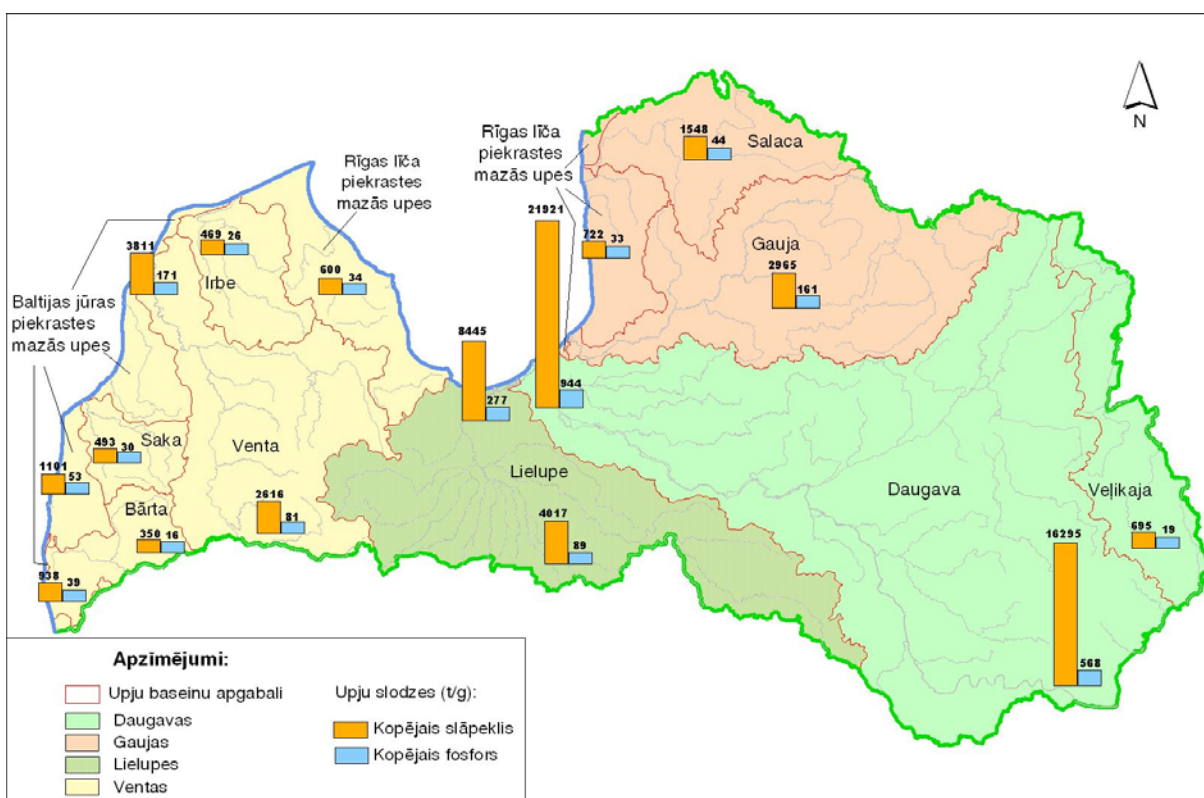 N
Rīgas līča
piekrastes
mazās upes
Rīgas līča
piekrastes
mazās upes
Baltijas jūras
piekrastes
mazās upes
1548
44
Salaca
21921
944
722
33
Gauja
2965
161
3811
171
469
26
Irbe
600
34
8445
277
493
30
Saka
Venta
1101
53
Bārta
350
16
2616
81
938
39
Lielupe
4017
89
Daugava
16295
568
Veļikaja
695
19
Apzīmējumi:
Upju baseinu apgabali
Daugavas
Gaujas
Lielupes
Ventas
Upju slodzes (t/g):
Kopējais slāpeklis
Kopējais fosfors